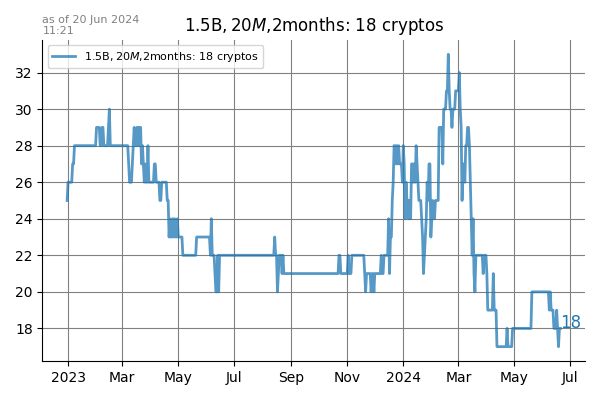 as of 20 Jun 2024
11:21
1.5B, 20M,2months: 18 cryptos
1.5B, 20M,2months: 18 cryptos
32
30
28
26
24
22
20
18
18
2023 Mar May Jul Sep Nov 2024 Mar May Jul